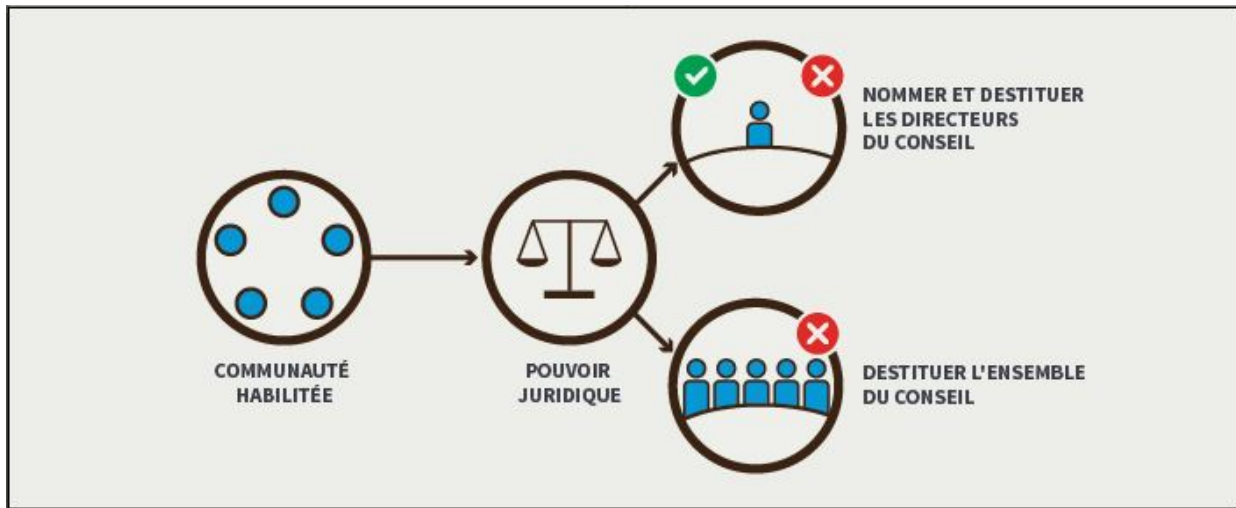 NOMMER ET DESTITUER
LES DIRECTEURS
DU CONSEIL
COMMUNAUTÉ
HABILITÉE
POUVOIR
JURIDIQUE
DESTITUER L'ENSEMBLE
DU CONSEIL